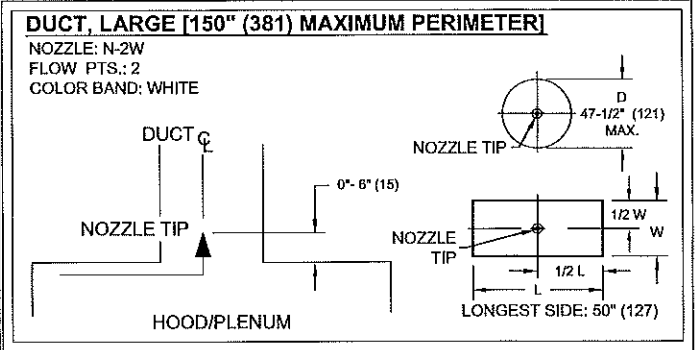 DUCT, LARGE [150" (381) MAXIMUM PERIMETER]
NOZZLE: N-2W
FLOW PTS.: 2
COLOR BAND: WHITE
DUCT ℄
0"- 6" (15)
NOZZLE TIP
HOOD/PLENUM
D
47-1/2" (121)
MAX.
NOZZLE TIP
1/2 W
W
NOZZLE
TIP
1/2 L
L
LONGEST SIDE: 50" (127)